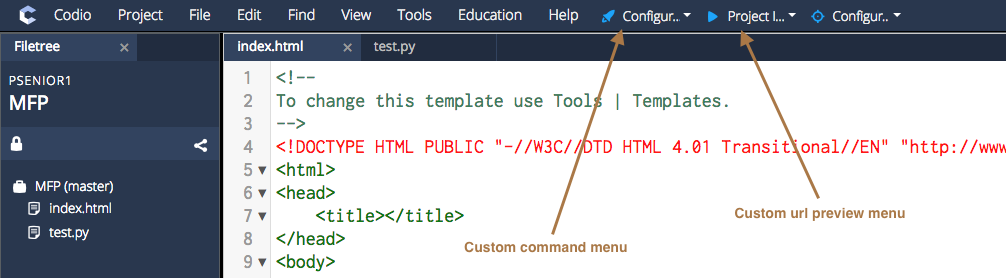 Codio Project File Edit Find View Tools Education Help Configur.. Project I... Configur..
Filetree
index.html test.py
PSENIOR1
MFP
MFP (master)
index.html
test.py
1 <!--
2 To change this template use Tools | Templates.
3 -->
4 <!DOCTYPE HTML PUBLIC "-//W3C//DTD HTML 4.01 Transitional//EN" "http://www
5 <html>
6 <head>
7 <title></title>
8 </head>
9 <body>
Custom url preview menu
Custom command menu